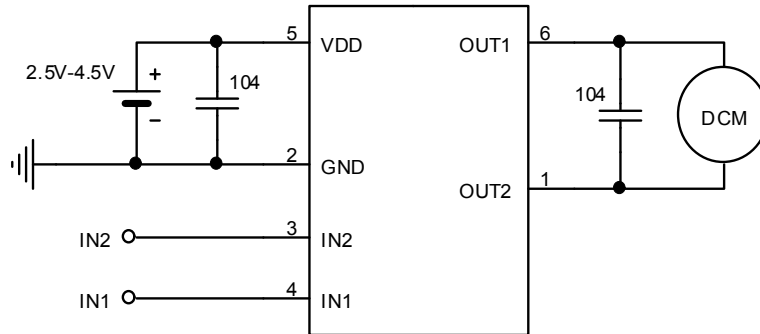 5 VDD OUT1 6
2.5V-4.5V + 104 104 DCM
−
2 GND
OUT2 1
IN2 3 IN2
IN1 4 IN1